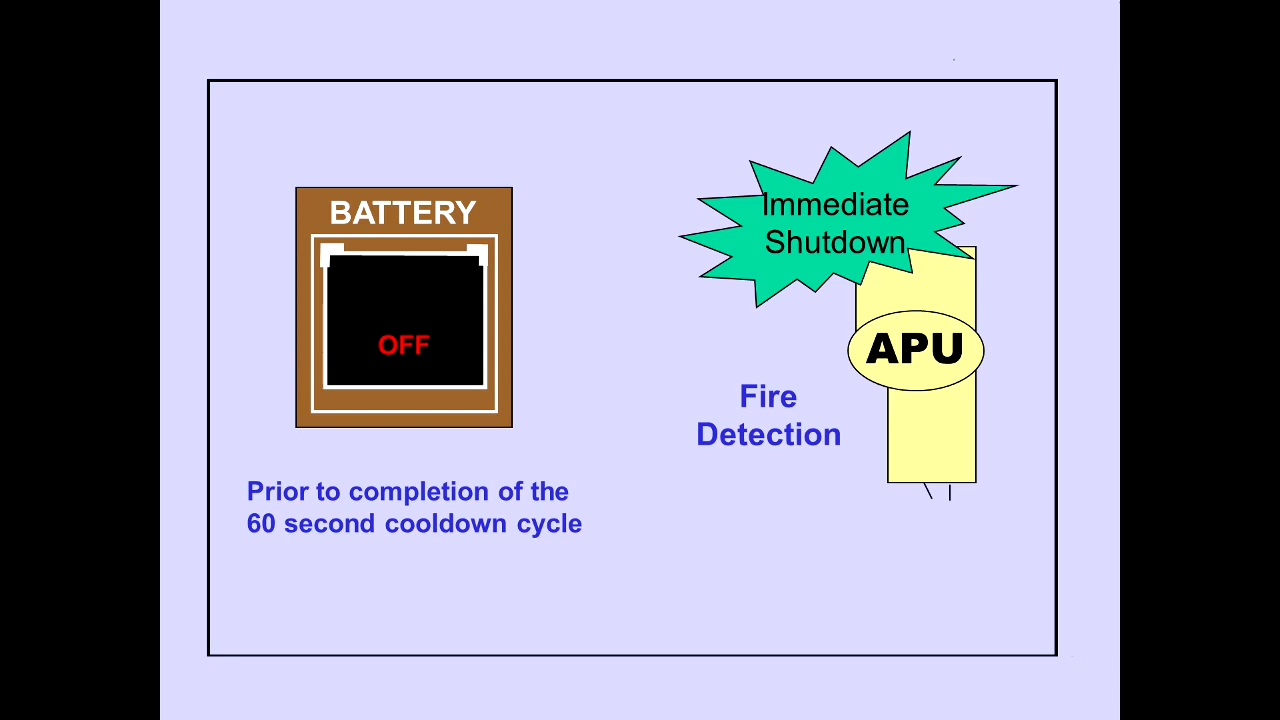 BATTERY
OFF
Prior to completion of the
60 second cooldown cycle
Immediate
Shutdown
APU
Fire
Detection